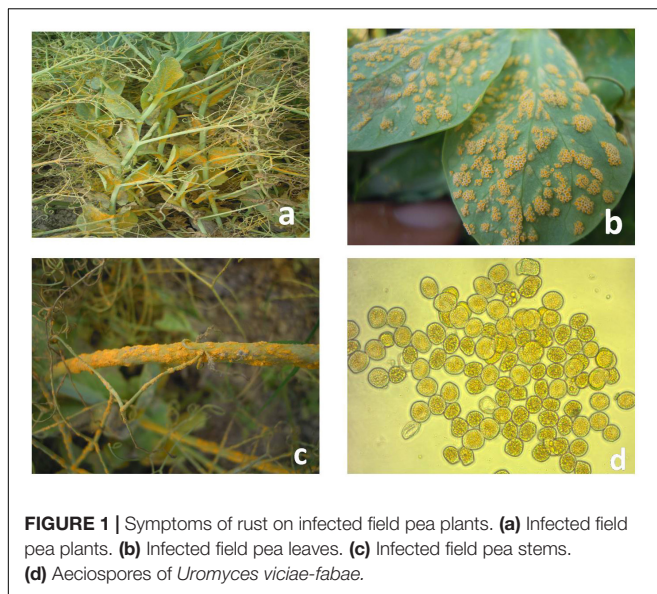 a
b
c
d
FIGURE 1 | Symptoms of rust on infected field pea plants. (a) Infected field
pea plants. (b) Infected field pea leaves. (c) Infected field pea stems.
(d) Aeciospores of Uromyces viciae-fabae.